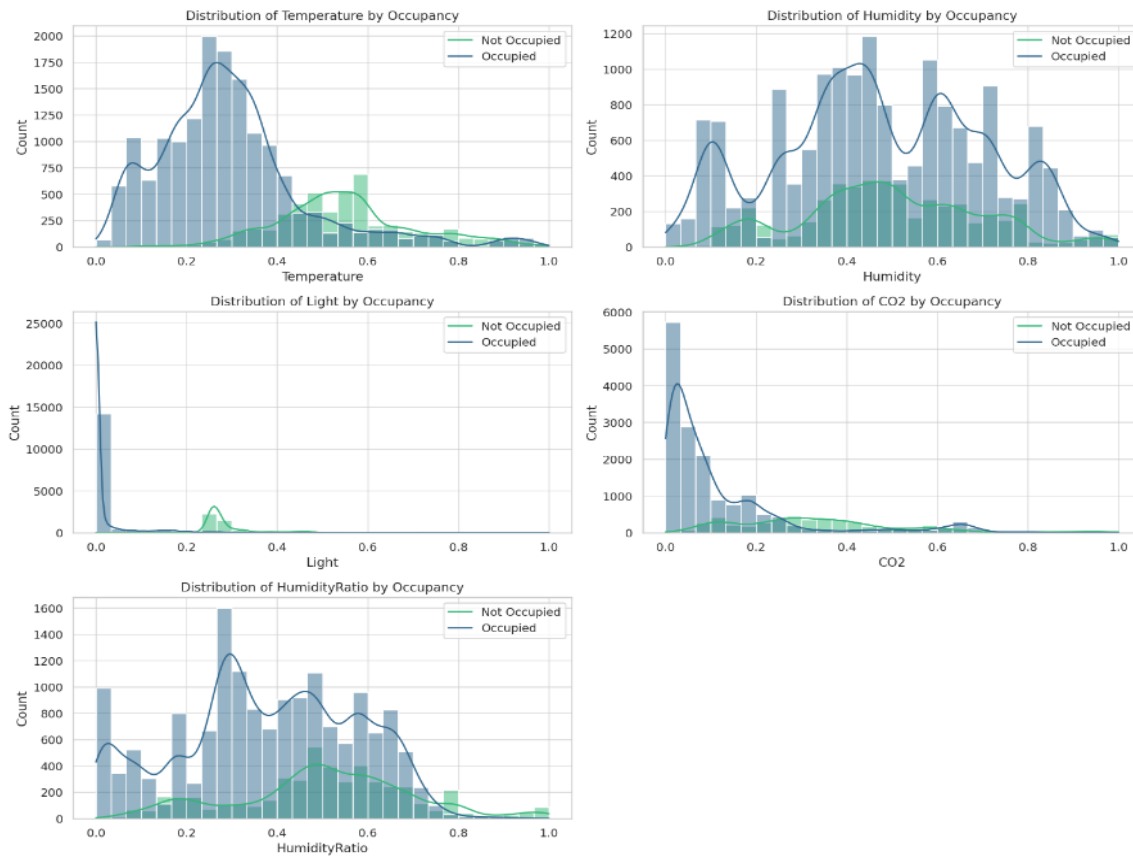 Distribution of Temperature by Occupancy
Not Occupied
Occupied
2000
1750
1500
1250
1000
750
500
250
0
Count
0.0 0.2 0.4 0.6 0.8 1.0
Temperature
Distribution of Humidity by Occupancy
Not Occupied
Occupied
1200
1000
800
600
400
200
0
Count
0.0 0.2 0.4 0.6 0.8 1.0
Humidity
Distribution of Light by Occupancy
Not Occupied
Occupied
25000
20000
15000
10000
5000
0
Count
0.0 0.2 0.4 0.6 0.8 1.0
Light
Distribution of CO2 by Occupancy
Not Occupied
Occupied
6000
5000
4000
3000
2000
1000
0
Count
0.0 0.2 0.4 0.6 0.8 1.0
CO2
Distribution of HumidityRatio by Occupancy
Not Occupied
Occupied
1600
1400
1200
1000
800
600
400
200
0
Count
0.0 0.2 0.4 0.6 0.8 1.0
HumidityRatio